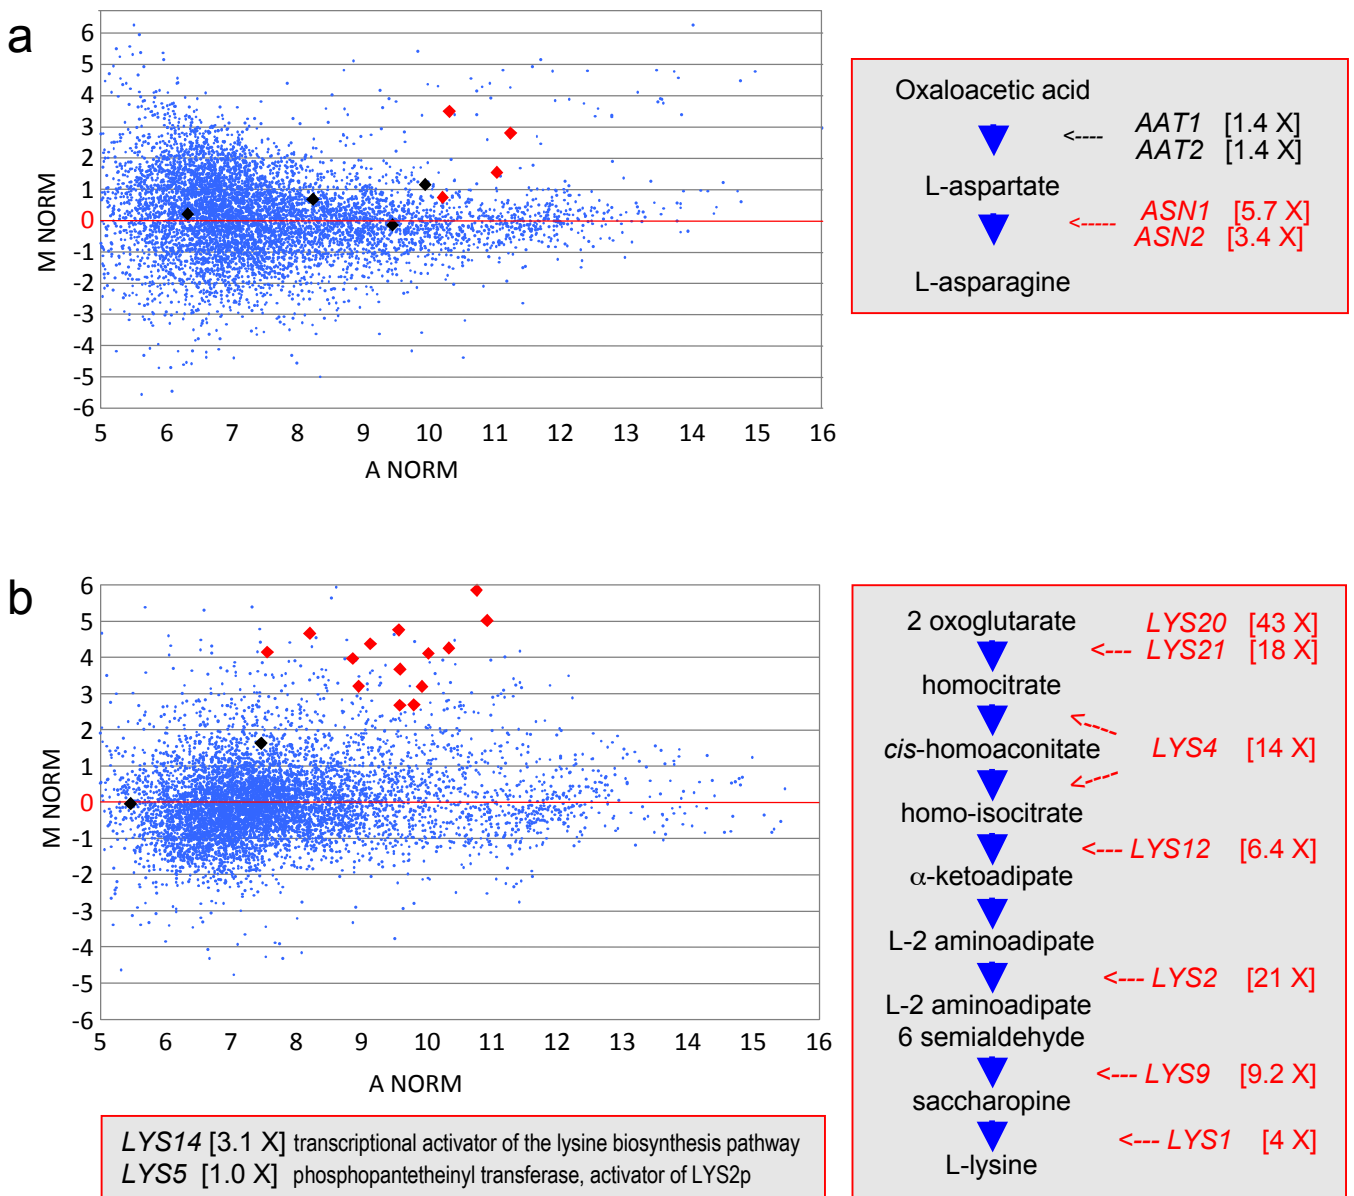 a
6
5
4
3
2
1
0
-1
-2
-3
-4
-5
-6
M NORM
5 6 7 8 9 10 11 12 13 14 15 16
A NORM
Oxaloacetic acid
<---- AAT1 [1.4 X]
AAT2 [1.4 X]
L-aspartate
<----- ASN1 [5.7 X]
ASN2 [3.4 X]
L-asparagine
b
6
5
4
3
2
1
0
-1
-2
-3
-4
-5
-6
M NORM
5 6 7 8 9 10 11 12 13 14 15 16
A NORM
LYS14 [3.1 X] transcriptional activator of the lysine biosynthesis pathway
LYS5 [1.0 X] phosphopantetheinyl transferase, activator of LYS2p
2 oxoglutarate
LYS20 [43 X]
<--- LYS21 [18 X]
homocitrate
cis-homoaconitate
LYS4 [14 X]
homo-isocitrate
<--- LYS12 [6.4 X]
α-ketoadipate
L-2 aminoadipate
<--- LYS2 [21 X]
L-2 aminoadipate
6 semialdehyde
<--- LYS9 [9.2 X]
saccharopine
<--- LYS1 [4 X]
L-lysine